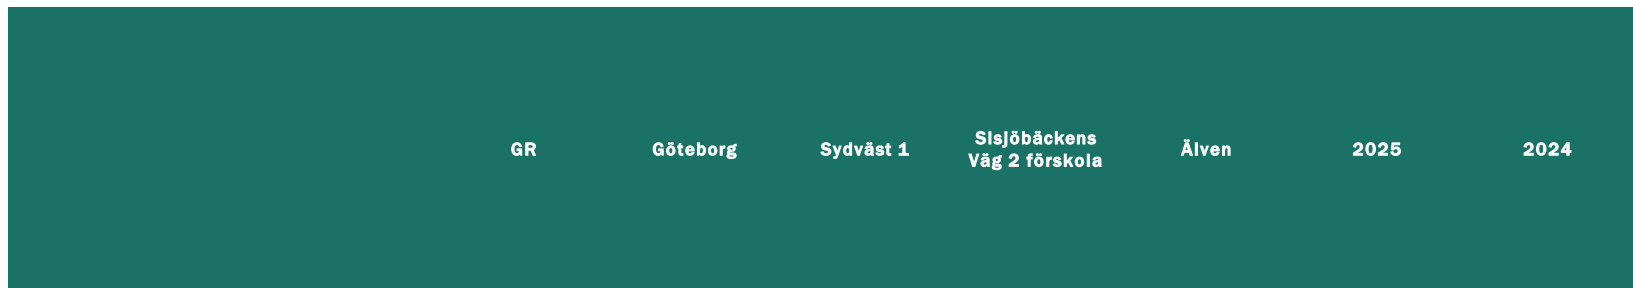 GR
Göteborg
Sydväst 1
Sisjöbäckens
Väg 2 förskola
Älven
2025
2024